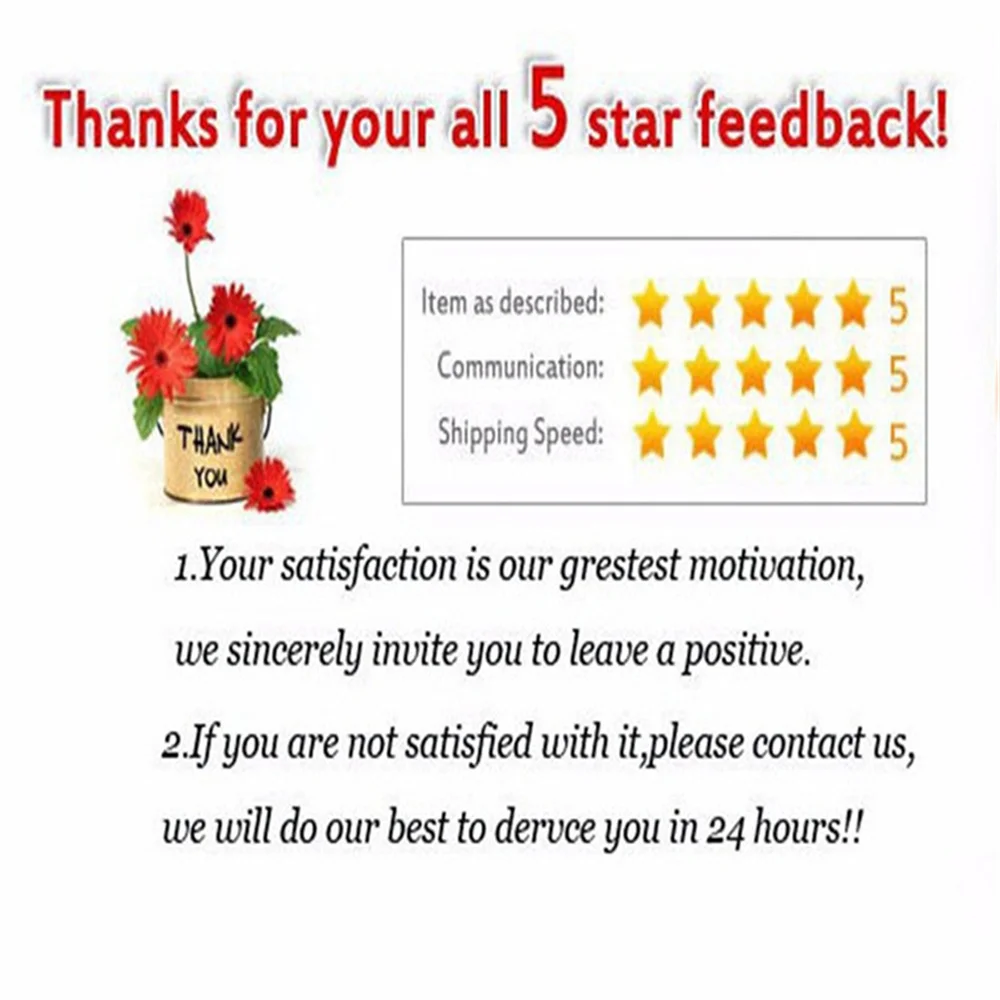 Thanks for your all 5 star feedback!
THANK
YOU
Item as described: 5
Communication: 5
Shipping Speed: 5
1.Your satisfaction is our grestest motivation,
we sincerely invite you to leave a positive.
2.If you are not satisfied with it,please contact us,
we will do our best to dervce you in 24 hours!!